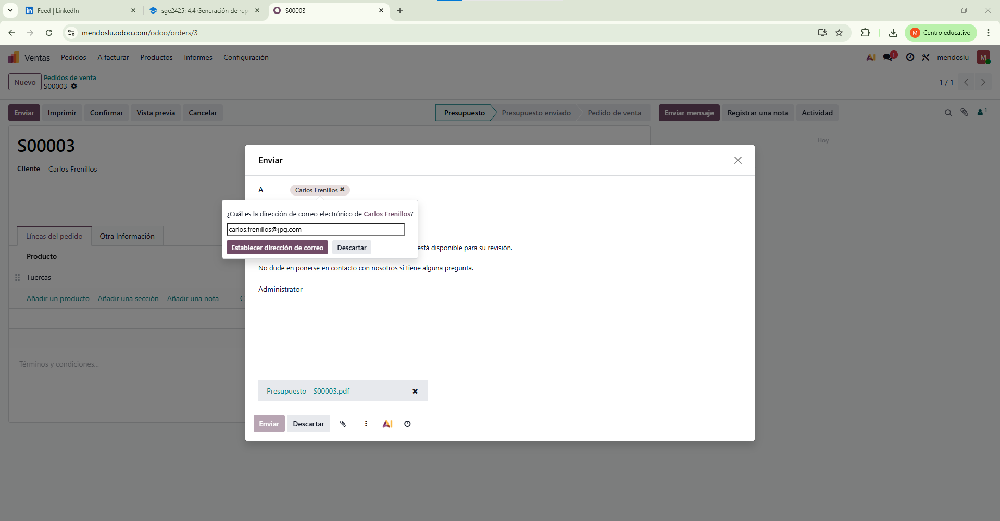 Feed | LinkedIn
sge2425: 4.4 Generación de rep
S00003
mendoslu.odoo.com/odoo/orders/3
M Centro educativo
Ventas Pedidos A facturar Productos Informes Configuración
AI 1 mendoslu M
Nuevo Pedidos de venta
S00003
1 / 1
Enviar Imprimir Confirmar Vista previa Cancelar
Presupuesto Presupuesto enviado Pedido de venta
Enviar mensaje Registrar una nota Actividad 1
Hoy
S00003
Cliente Carlos Frenillos
Líneas del pedido Otra Información
Producto
Tuercas
Añadir un producto Añadir una sección Añadir una nota C
Términos y condiciones...
Enviar
A Carlos Frenillos
¿Cuál es la dirección de correo electrónico de Carlos Frenillos?
carlos.frenillos@jpg.com
Establecer dirección de correo Descartar
está disponible para su revisión.
No dude en ponerse en contacto con nosotros si tiene alguna pregunta.
--
Administrator
Presupuesto - S00003.pdf
Enviar Descartar AI